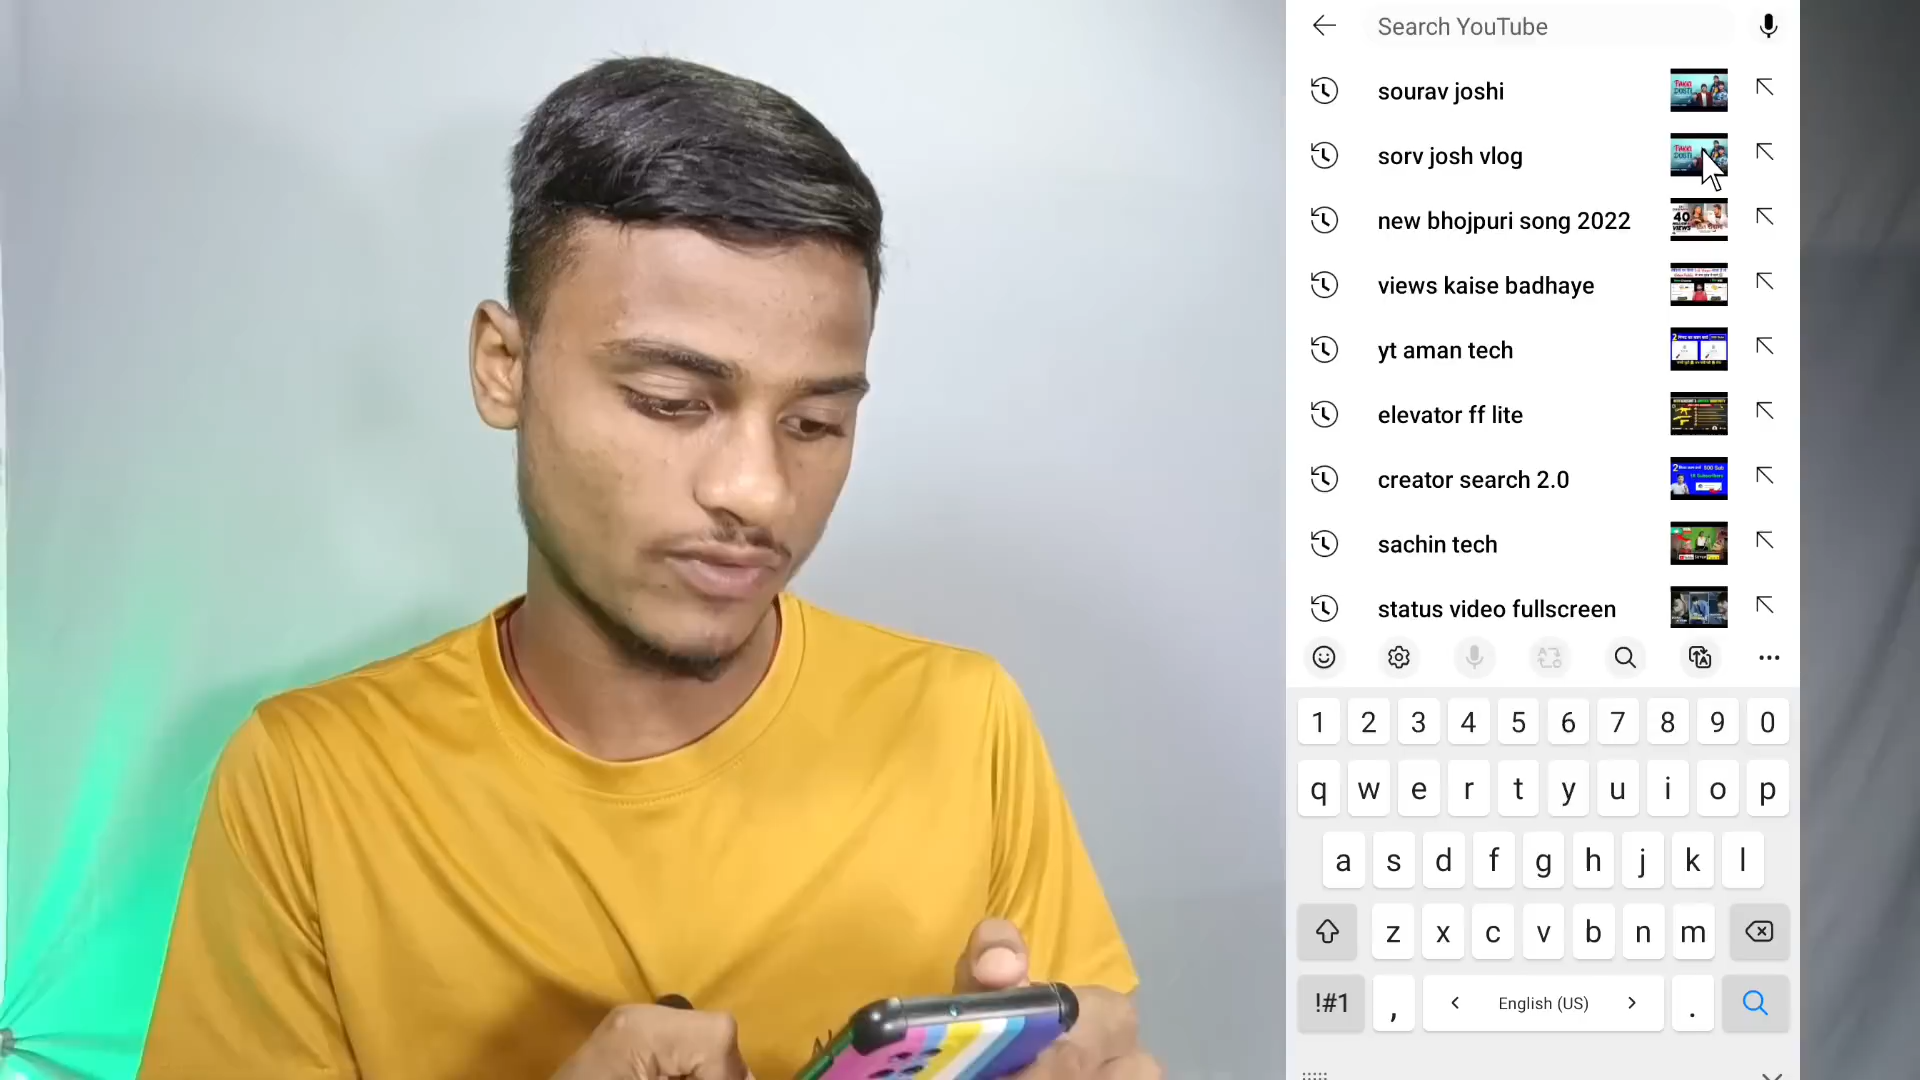 Search YouTube
sourav joshi
sorv josh vlog
new bhojpuri song 2022
40
VIEWS
views kaise badhaye
yt aman tech
elevator ff lite
creator search 2.0
sachin tech
status video fullscreen
1 2 3 4 5 6 7 8 9 0
q w e r t y u i o p
a s d f g h j k l
z x c v b n m
!#1 , < English (US) > .